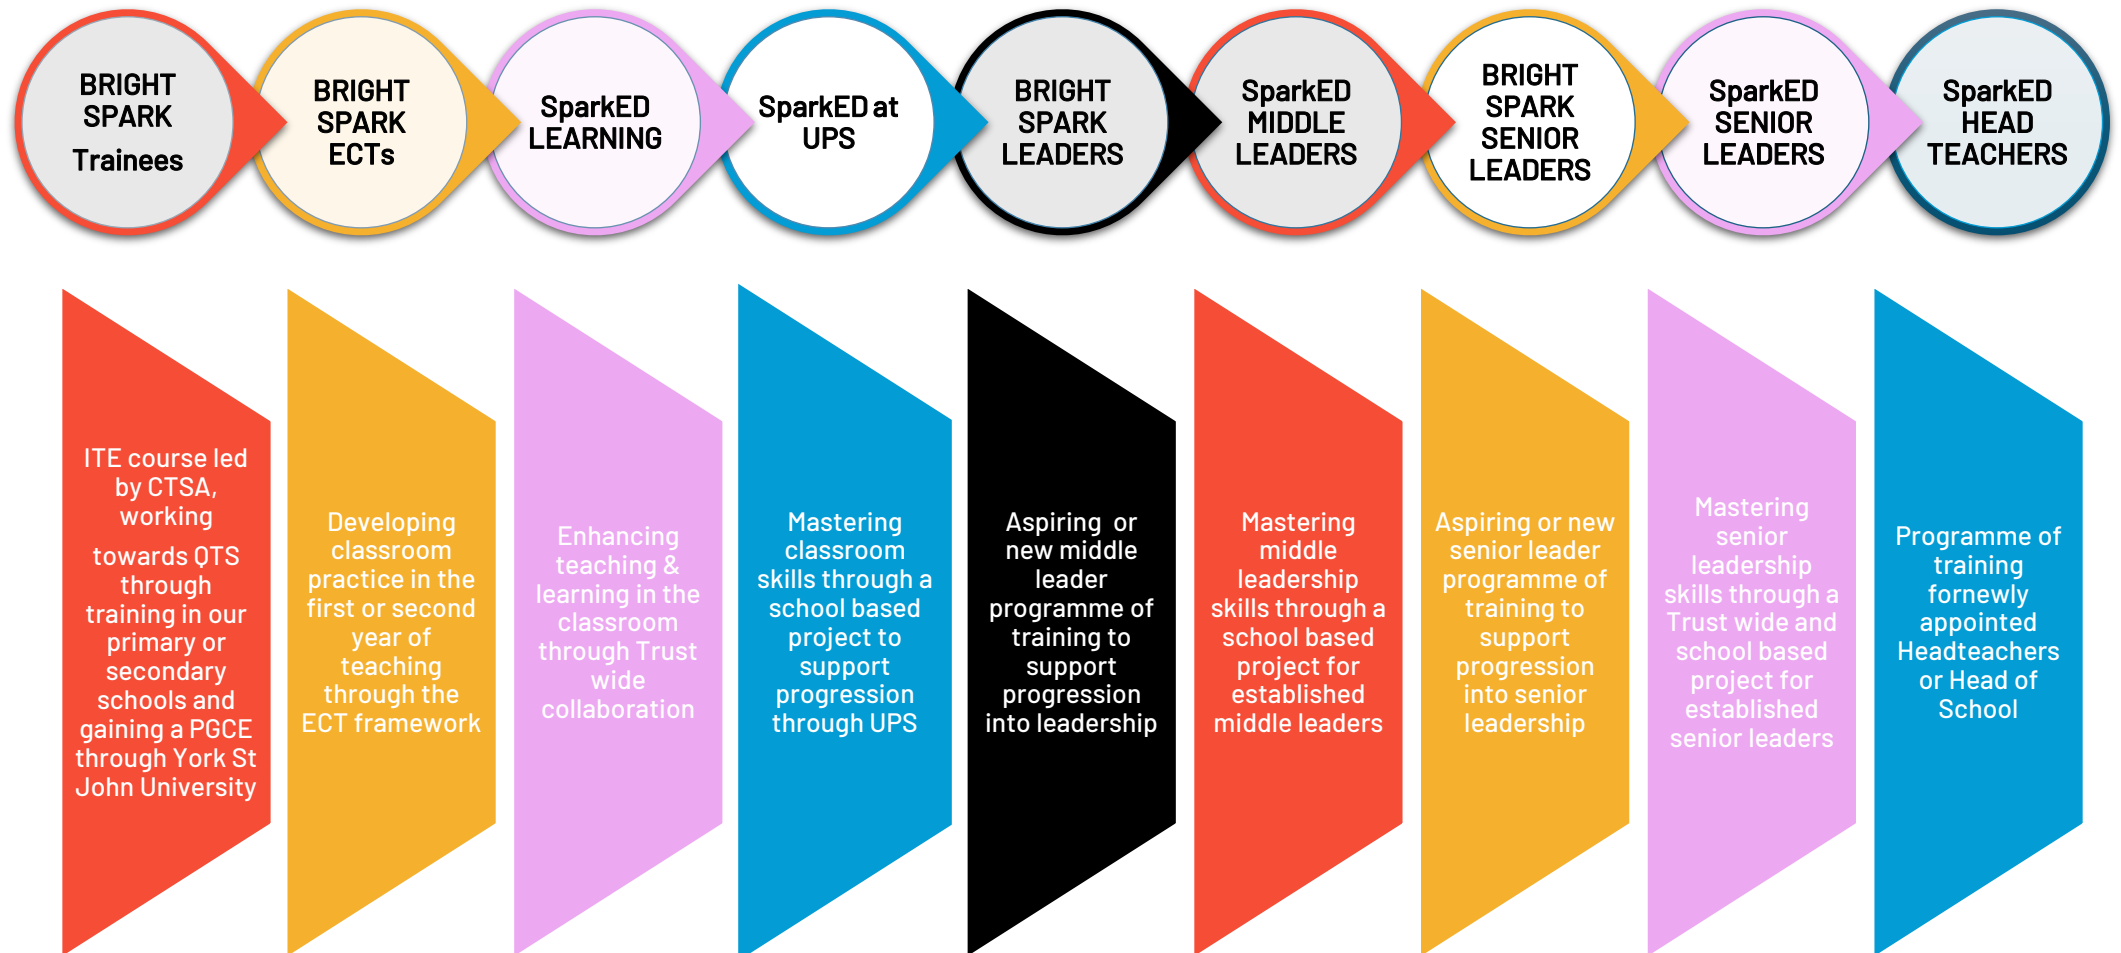 BRIGHT
SPARK
Trainees
BRIGHT
SPARK
ECTs
SparkED
LEARNING
SparkED at
UPS
BRIGHT
SPARK
LEADERS
SparkED
MIDDLE
LEADERS
BRIGHT
SPARK
SENIOR
LEADERS
SparkED
SENIOR
LEADERS
SparkED
HEAD
TEACHERS
ITE course led
by CTSA,
working
towards QTS
through
training in our
primary or
secondary
schools and
gaining a PGCE
through York St
John University
Developing
classroom
practice in the
first or second
year of
teaching
through the
ECT framework
Enhancing
teaching &
learning in the
classroom
through Trust
wide
collaboration
Mastering
classroom
skills through a
school based
project to
support
progression
through UPS
Aspiring  or
new middle
leader
programme of
training to
support
progression
into leadership
Mastering
middle
leadership
skills through a
school based
project for
established
middle leaders
Aspiring or new
senior leader
programme of
training to
support
progression
into senior
leadership
Mastering
senior
leadership
skills through a
Trust wide and
school based
project for
established
senior leaders
Programme of
training
fornewly
appointed
Headteachers
or Head of
School